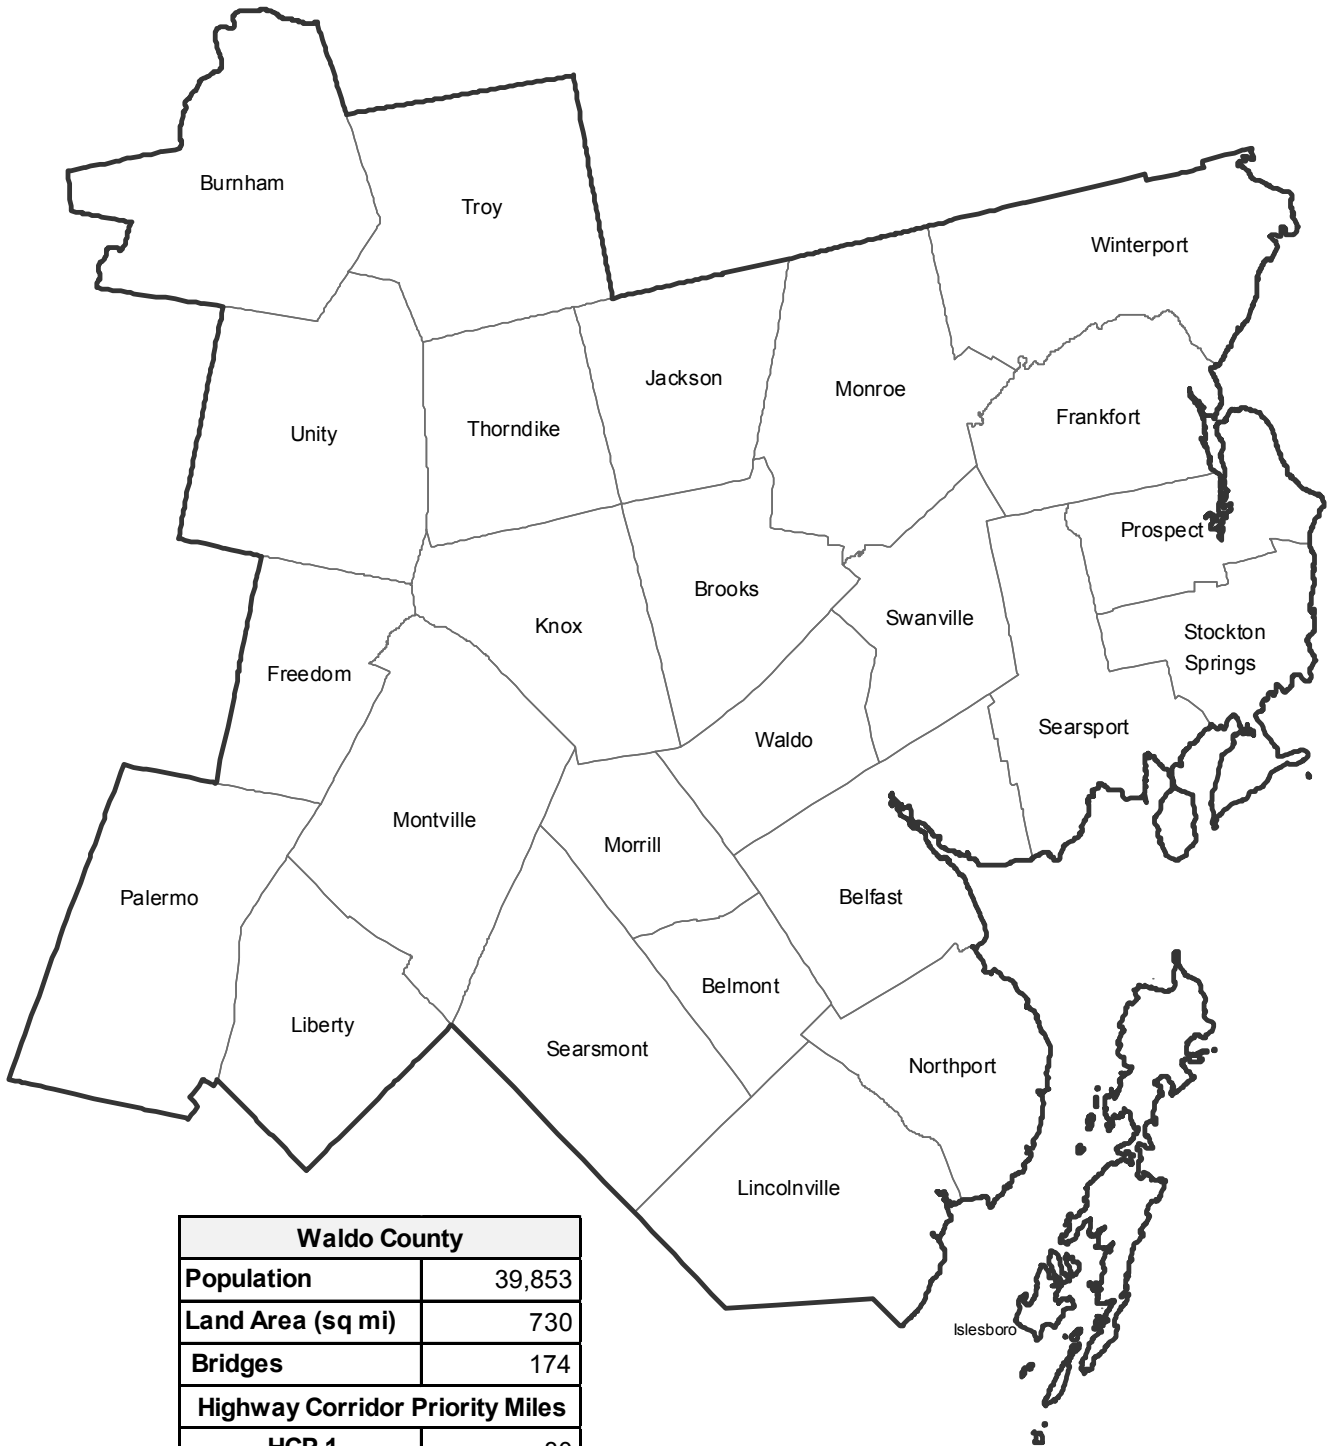 Burnham
Troy
Winterport
Jackson
Monroe
Frankfort
Unity
Thorndike
Prospect
Brooks
Swanville
Knox
Stockton
Springs
Freedom
Searsport
Waldo
Montville
Morrill
Palermo
Belfast
Belmont
Liberty
Searsmont
Northport
Lincolnville
Islesboro
Waldo County
Population 39,853
Land Area (sq mi) 730
Bridges 174
Highway Corridor Priority Miles
HCP 1